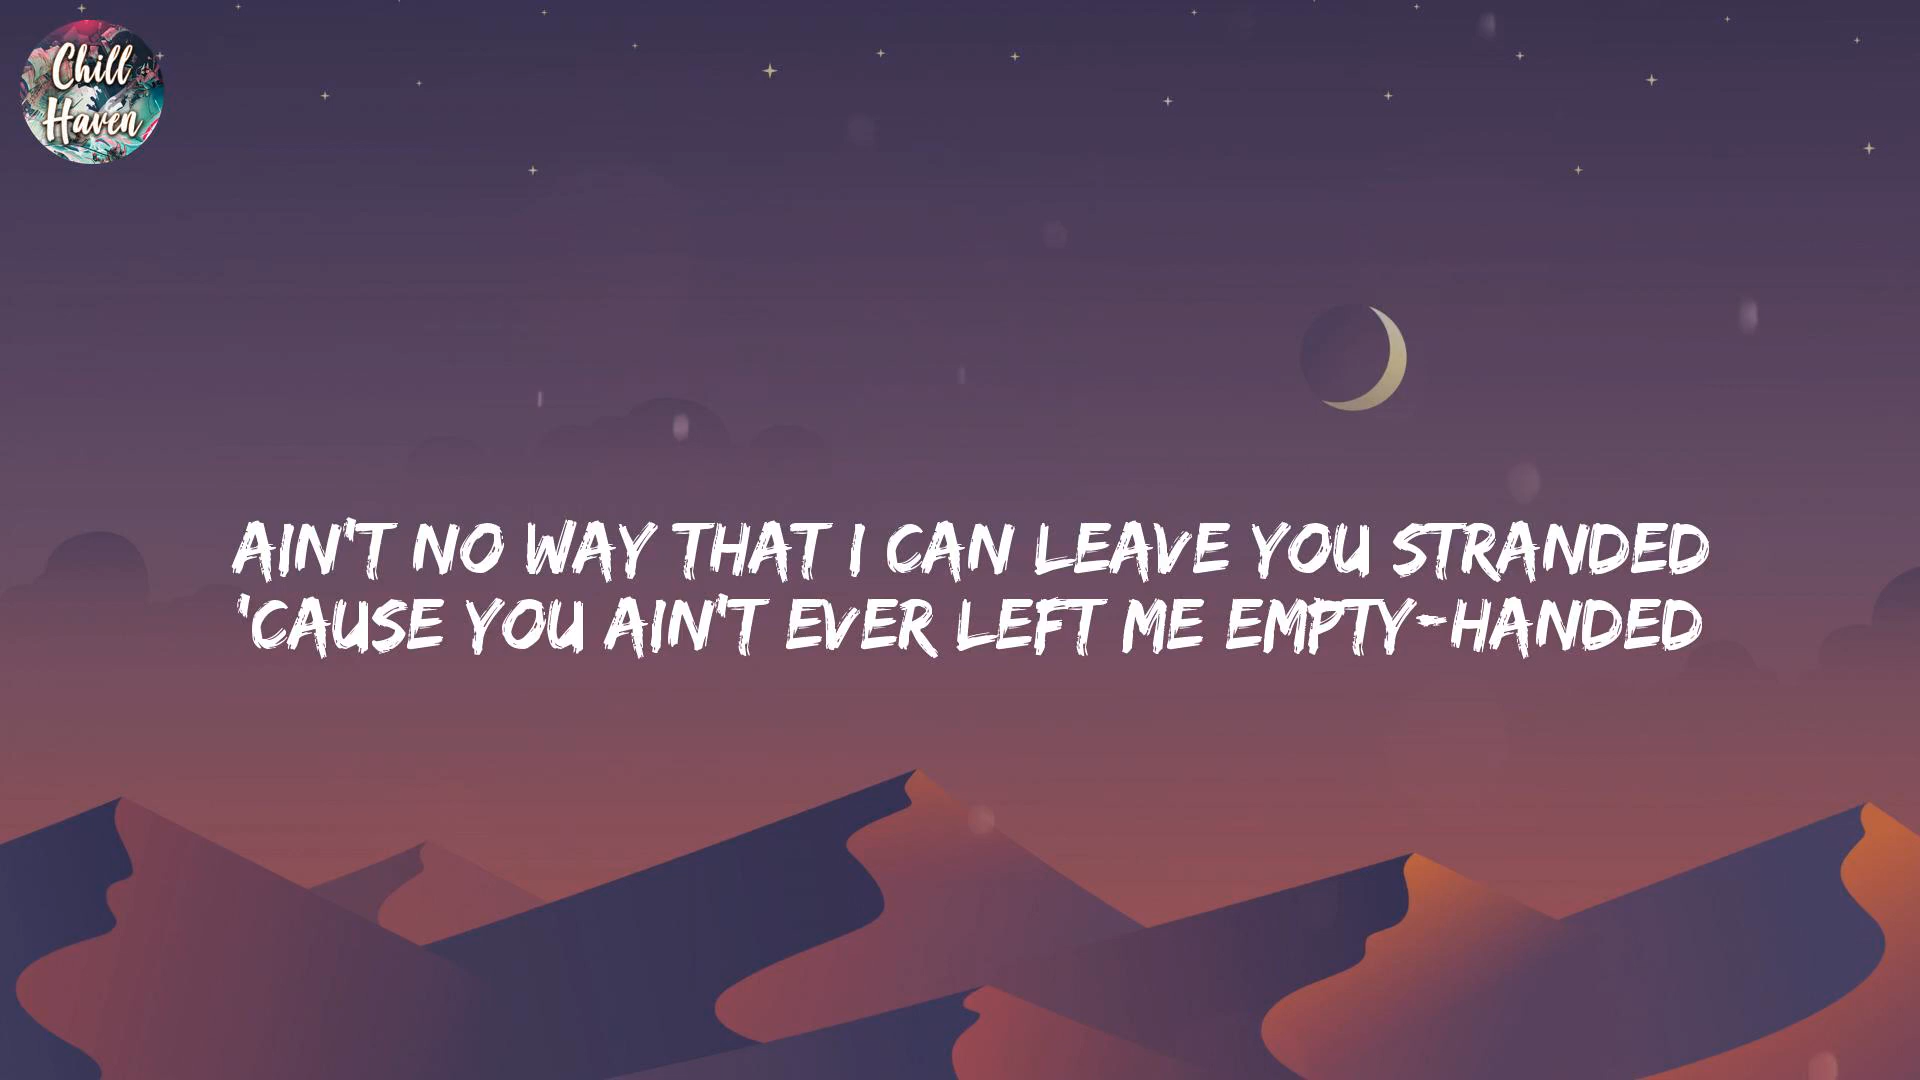 Chill
Haven
AIN'T NO WAY THAT I CAN LEAVE YOU STRANDED
'CAUSE YOU AIN'T EVER LEFT ME EMPTY-HANDED